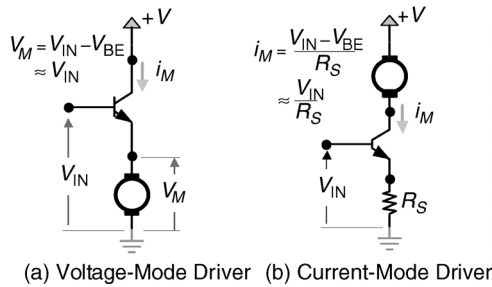 +V
V_M = V_IN – V_BE
≈ V_IN
i_M
V_IN
V_M
(a) Voltage-Mode Driver
+V
i_M = (V_IN – V_BE)/R_S
≈ V_IN/R_S
i_M
V_IN
R_S
(b) Current-Mode Driver